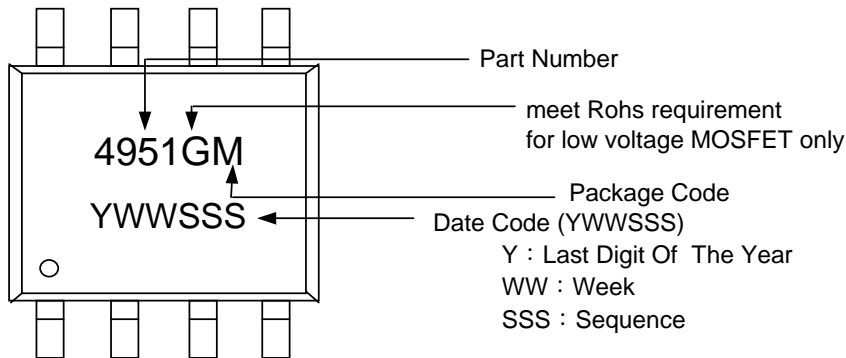 Part Number
meet Rohs requirement
for low voltage MOSFET only
4951GM
Package Code
YWWSSS
Date Code (YWWSSS)
Y：Last Digit Of The Year
WW：Week
SSS：Sequence